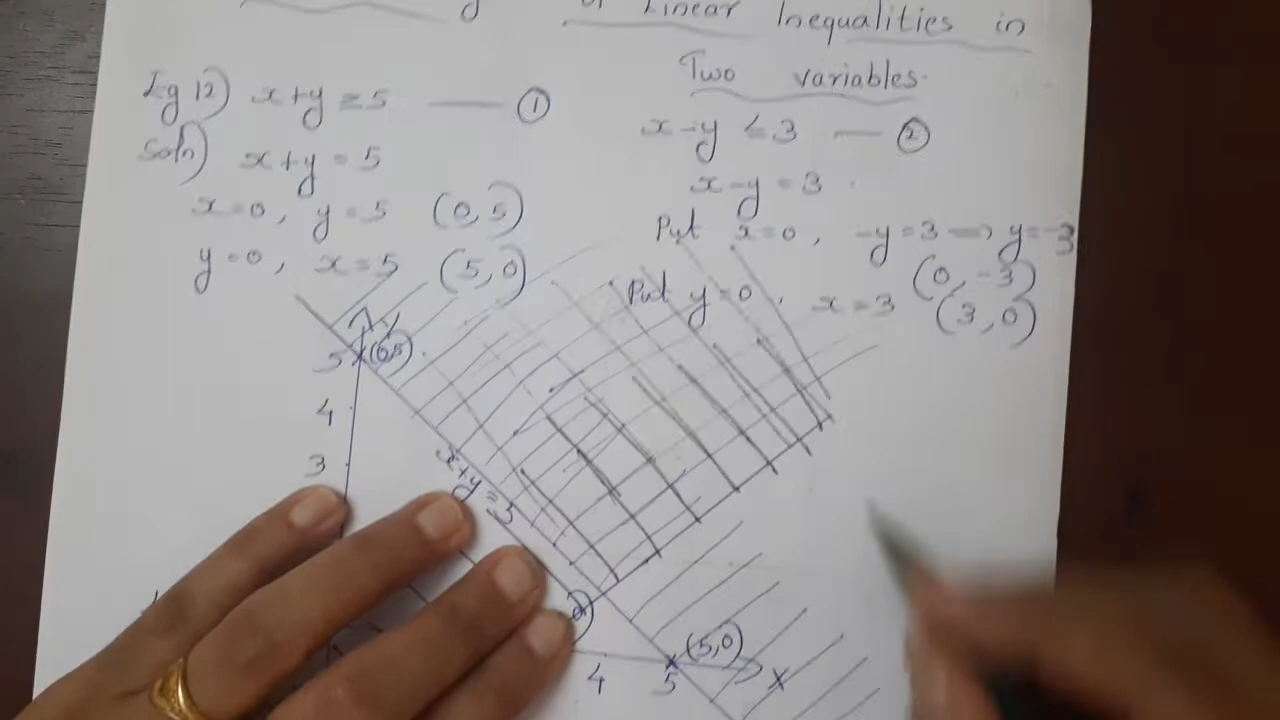 of Linear Inequalities in
Two variables.
Eg 12) x+y ≥ 5 —— ①
Soln) x+y = 5
x=0, y=5 (0,5)
y=0, x=5 (5,0)
x-y ≤ 3 — ②
x-y = 3
Put x=0, -y=3 ⟹ y=-3
(0,-3)
Put y=0, x=3 (3,0)
5 (0,5)
4
3
x+y=5
(5,0)
4 5 X